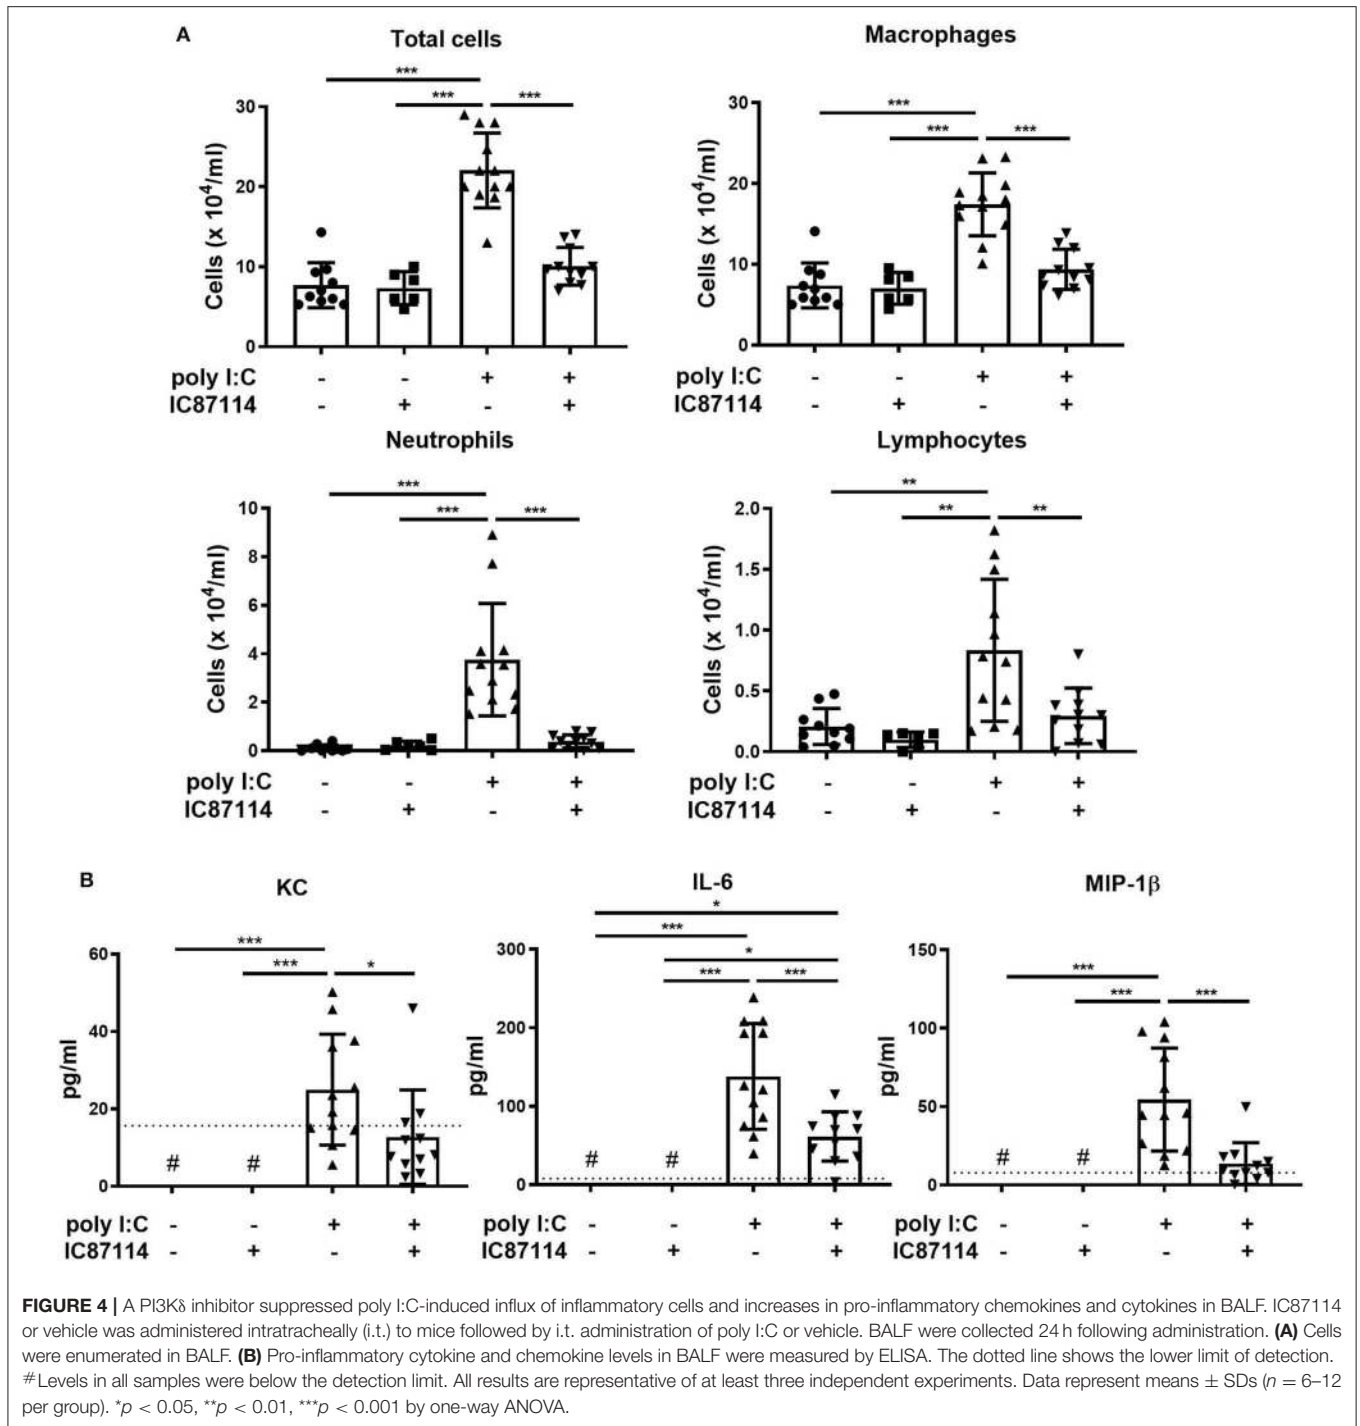 A
Total cells
Macrophages
***
*** ***
***
*** ***
Cells (x 10⁴/ml)
30
20
10
0
Cells (x 10⁴/ml)
30
20
10
0
poly I:C - - + +
IC87114 - + - +
poly I:C - - + +
IC87114 - + - +
Neutrophils
Lymphocytes
***
*** ***
**
** **
Cells (x 10⁴/ml)
10
8
6
4
2
0
Cells (x 10⁴/ml)
2.0
1.5
1.0
0.5
0.0
poly I:C - - + +
IC87114 - + - +
poly I:C - - + +
IC87114 - + - +
B
KC
IL-6
MIP-1β
***
*** *
*
***
*
*** ***
***
*** ***
pg/ml
60
40
20
0
# #
pg/ml
300
200
100
0
# #
pg/ml
150
100
50
0
# #
poly I:C - - + +
IC87114 - + - +
poly I:C - - + +
IC87114 - + - +
poly I:C - - + +
IC87114 - + - +
FIGURE 4 | A PI3Kδ inhibitor suppressed poly I:C-induced influx of inflammatory cells and increases in pro-inflammatory chemokines and cytokines in BALF. IC87114
or vehicle was administered intratracheally (i.t.) to mice followed by i.t. administration of poly I:C or vehicle. BALF were collected 24 h following administration. (A) Cells
were enumerated in BALF. (B) Pro-inflammatory cytokine and chemokine levels in BALF were measured by ELISA. The dotted line shows the lower limit of detection.
#Levels in all samples were below the detection limit. All results are representative of at least three independent experiments. Data represent means ± SDs (n = 6–12
per group). *p < 0.05, **p < 0.01, ***p < 0.001 by one-way ANOVA.